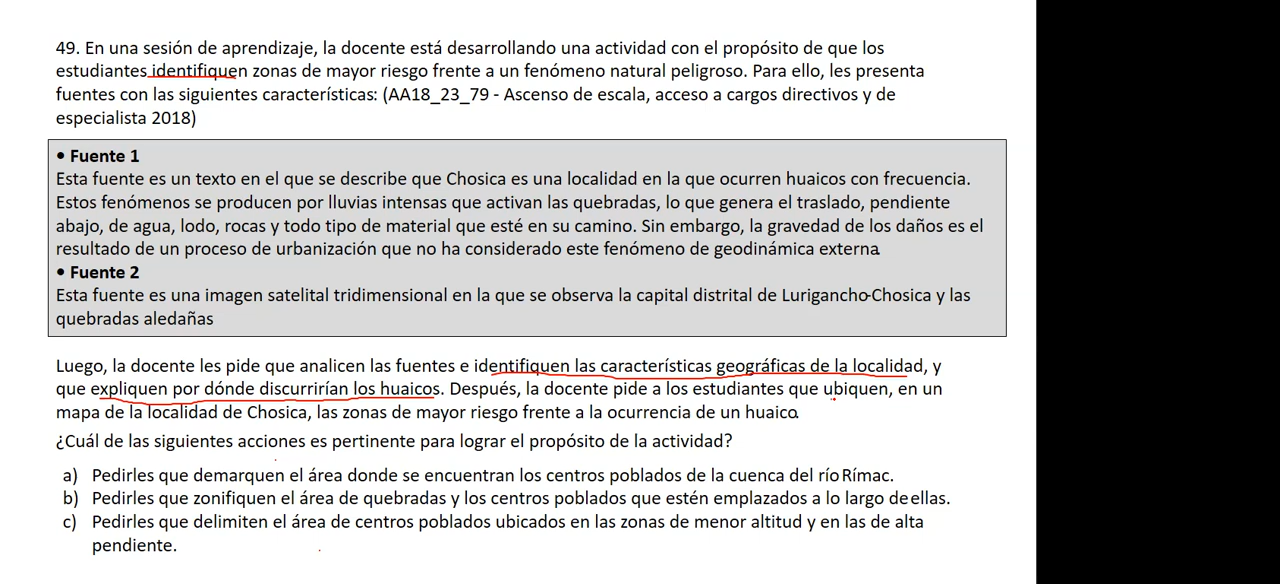 49. En una sesión de aprendizaje, la docente está desarrollando una actividad con el propósito de que los
estudiantes identifiquen zonas de mayor riesgo frente a un fenómeno natural peligroso. Para ello, les presenta
fuentes con las siguientes características: (AA18_23_79 - Ascenso de escala, acceso a cargos directivos y de
especialista 2018)
• Fuente 1
Esta fuente es un texto en el que se describe que Chosica es una localidad en la que ocurren huaicos con frecuencia.
Estos fenómenos se producen por lluvias intensas que activan las quebradas, lo que genera el traslado, pendiente
abajo, de agua, lodo, rocas y todo tipo de material que esté en su camino. Sin embargo, la gravedad de los daños es el
resultado de un proceso de urbanización que no ha considerado este fenómeno de geodinámica externa.
• Fuente 2
Esta fuente es una imagen satelital tridimensional en la que se observa la capital distrital de Lurigancho-Chosica y las
quebradas aledañas
Luego, la docente les pide que analicen las fuentes e identifiquen las características geográficas de la localidad, y
que expliquen por dónde discurrirían los huaicos. Después, la docente pide a los estudiantes que ubiquen, en un
mapa de la localidad de Chosica, las zonas de mayor riesgo frente a la ocurrencia de un huaico.
¿Cuál de las siguientes acciones es pertinente para lograr el propósito de la actividad?
a) Pedirles que demarquen el área donde se encuentran los centros poblados de la cuenca del río Rímac.
b) Pedirles que zonifiquen el área de quebradas y los centros poblados que estén emplazados a lo largo de ellas.
c) Pedirles que delimiten el área de centros poblados ubicados en las zonas de menor altitud y en las de alta
pendiente.